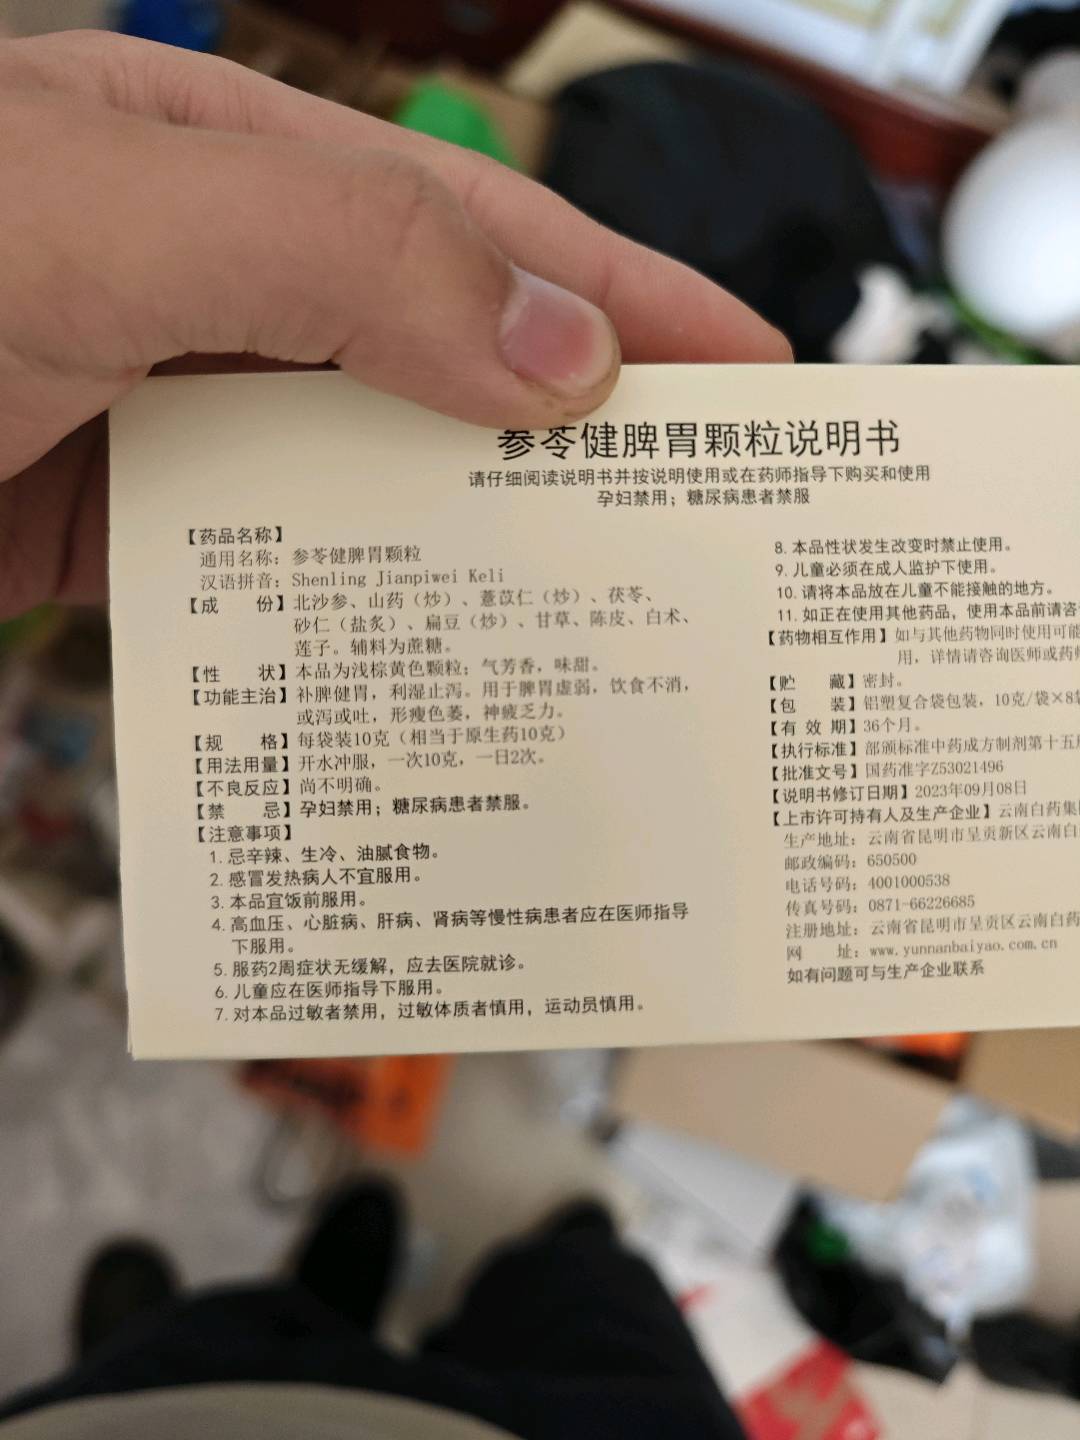 参苓健脾胃颗粒说明书
请仔细阅读说明书并按说明使用或在药师指导下购买和使用
孕妇禁用；糖尿病患者禁服
【药品名称】
通用名称：参苓健脾胃颗粒
汉语拼音：Shenling Jianpiwei Keli
【成 份】北沙参、山药（炒）、薏苡仁（炒）、茯苓、
砂仁（盐炙）、扁豆（炒）、甘草、陈皮、白术、
莲子。辅料为蔗糖。
【性 状】本品为浅棕黄色颗粒；气芳香，味甜。
【功能主治】补脾健胃，利湿止泻。用于脾胃虚弱，饮食不消，
或泻或吐，形瘦色萎，神疲乏力。
【规 格】每袋装10克（相当于原生药10克）
【用法用量】开水冲服，一次10克，一日2次。
【不良反应】尚不明确。
【禁 忌】孕妇禁用；糖尿病患者禁服。
【注意事项】
1.忌辛辣、生冷、油腻食物。
2.感冒发热病人不宜服用。
3.本品宜饭前服用。
4.高血压、心脏病、肝病、肾病等慢性病患者应在医师指导
下服用。
5.服药2周症状无缓解，应去医院就诊。
6.儿童应在医师指导下服用。
7.对本品过敏者禁用，过敏体质者慎用，运动员慎用。
8.本品性状发生改变时禁止使用。
9.儿童必须在成人监护下使用。
10.请将本品放在儿童不能接触的地方。
11.如正在使用其他药品，使用本品前请咨
【药物相互作用】如与其他药物同时使用可能
用，详情请咨询医师或药师
【贮 藏】密封。
【包 装】铝塑复合袋包装，10克/袋×8袋
【有 效 期】36个月。
【执行标准】部颁标准中药成方制剂第十五
【批准文号】国药准字Z53021496
【说明书修订日期】2023年09月08日
【上市许可持有人及生产企业】云南白药集
生产地址：云南省昆明市呈贡新区云南白
邮政编码：650500
电话号码：4001000538
传真号码：0871-66226685
注册地址：云南省昆明市呈贡区云南白药
网 址：www.yunnanbaiyao.com.cn
如有问题可与生产企业联系